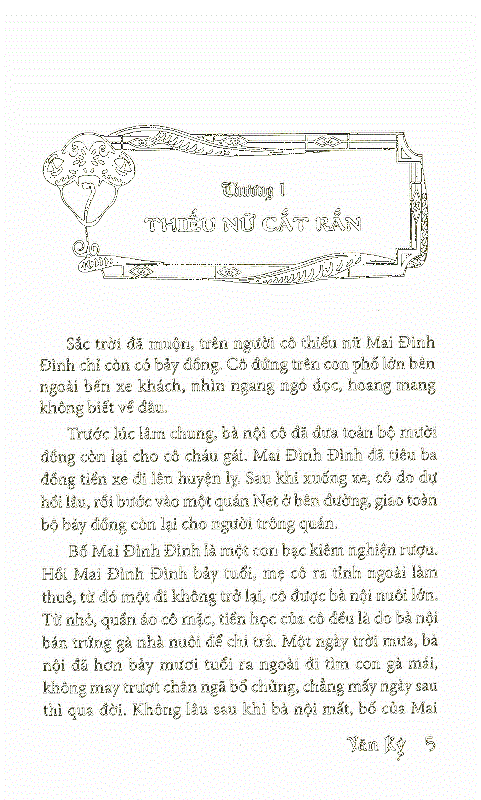 Chương 1
THIẾU NỮ CẮT RẮN
Sắc trời đã muộn, trên người cô thiếu nữ Mai Đình
Đình chỉ còn có bảy đồng. Cô đứng trên con phố lớn bên
ngoài bến xe khách, nhìn ngang ngó dọc, hoang mang
không biết về đâu.
Trước lúc lâm chung, bà nội cô đã đưa toàn bộ mười
đồng còn lại cho cô cháu gái. Mai Đình Đình đã tiêu ba
đồng tiền xe đi lên huyện lỵ. Sau khi xuống xe, cô do dự
hồi lâu, rồi bước vào một quán Net ở bên đường, giao toàn
bộ bảy đồng còn lại cho người trông quán.
Bố Mai Đình Đình là một con bạc kiêm nghiện rượu.
Hồi Mai Đình Đình bảy tuổi, mẹ cô ra tỉnh ngoài làm
thuê, từ đó một đi không trở lại, cô được bà nội nuôi lớn.
Từ nhỏ, quần áo cô mặc, tiền học của cô đều là do bà nội
bán trứng gà nhà nuôi để chi trả. Một ngày trời mưa, bà
nội đã hơn bảy mươi tuổi ra ngoài đi tìm con gà mái,
không may trượt chân ngã bổ chửng, chẳng mấy ngày sau
thì qua đời. Không lâu sau khi bà nội mất, bố của Mai
Tân Kỳ 5